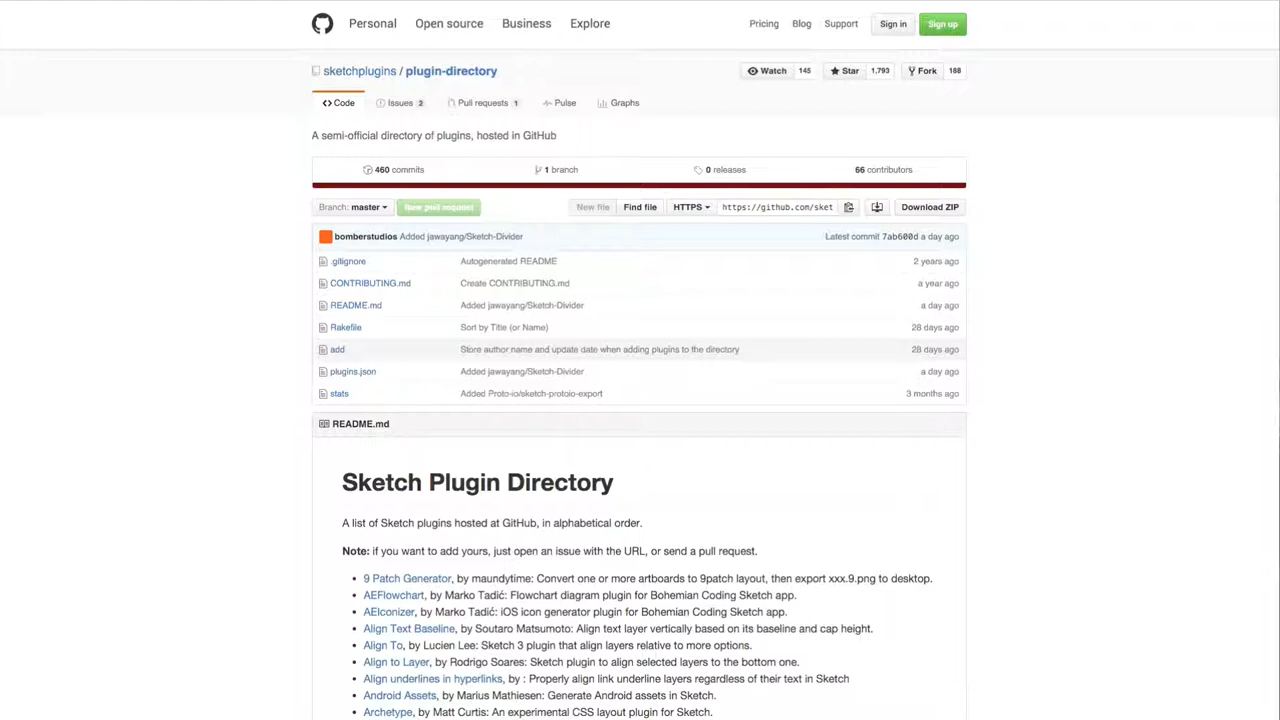 Personal Open source Business Explore Pricing Blog Support Sign in Sign up
sketchplugins / plugin-directory Watch 145 Star 1,793 Fork 188
Code Issues 2 Pull requests 1 Pulse Graphs
A semi-official directory of plugins, hosted in GitHub
460 commits 1 branch 0 releases 66 contributors
Branch: master New pull request New file Find file HTTPS https://github.com/sket Download ZIP
bomberstudios Added jawayang/Sketch-Divider Latest commit 7ab600d a day ago
.gitignore Autogenerated README 2 years ago
CONTRIBUTING.md Create CONTRIBUTING.md a year ago
README.md Added jawayang/Sketch-Divider a day ago
Rakefile Sort by Title (or Name) 28 days ago
add Store author name and update date when adding plugins to the directory 28 days ago
plugins.json Added jawayang/Sketch-Divider a day ago
stats Added Proto-io/sketch-protoio-export 3 months ago
README.md
Sketch Plugin Directory
A list of Sketch plugins hosted at GitHub, in alphabetical order.
Note: if you want to add yours, just open an issue with the URL, or send a pull request.
• 9 Patch Generator, by maundytime: Convert one or more artboards to 9patch layout, then export xxx.9.png to desktop.
• AEFlowchart, by Marko Tadić: Flowchart diagram plugin for Bohemian Coding Sketch app.
• AEIconizer, by Marko Tadić: iOS icon generator plugin for Bohemian Coding Sketch app.
• Align Text Baseline, by Soutaro Matsumoto: Align text layer vertically based on its baseline and cap height.
• Align To, by Lucien Lee: Sketch 3 plugin that align layers relative to more options.
• Align to Layer, by Rodrigo Soares: Sketch plugin to align selected layers to the bottom one.
• Align underlines in hyperlinks, by : Properly align link underline layers regardless of their text in Sketch
• Android Assets, by Marius Mathiesen: Generate Android assets in Sketch.
• Archetype, by Matt Curtis: An experimental CSS layout plugin for Sketch.